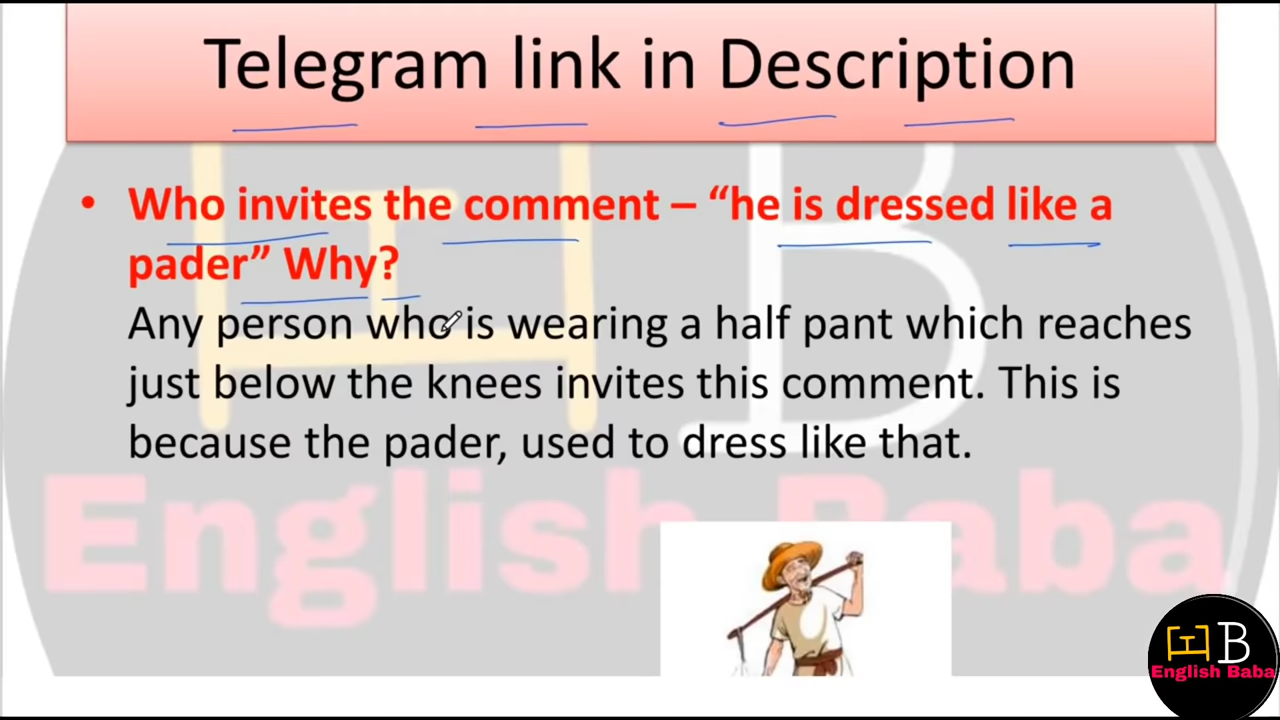 Telegram link in Description
• Who invites the comment – “he is dressed like a
pader” Why?
Any person who is wearing a half pant which reaches
just below the knees invites this comment. This is
because the pader, used to dress like that.
English Baba
EB
English Baba